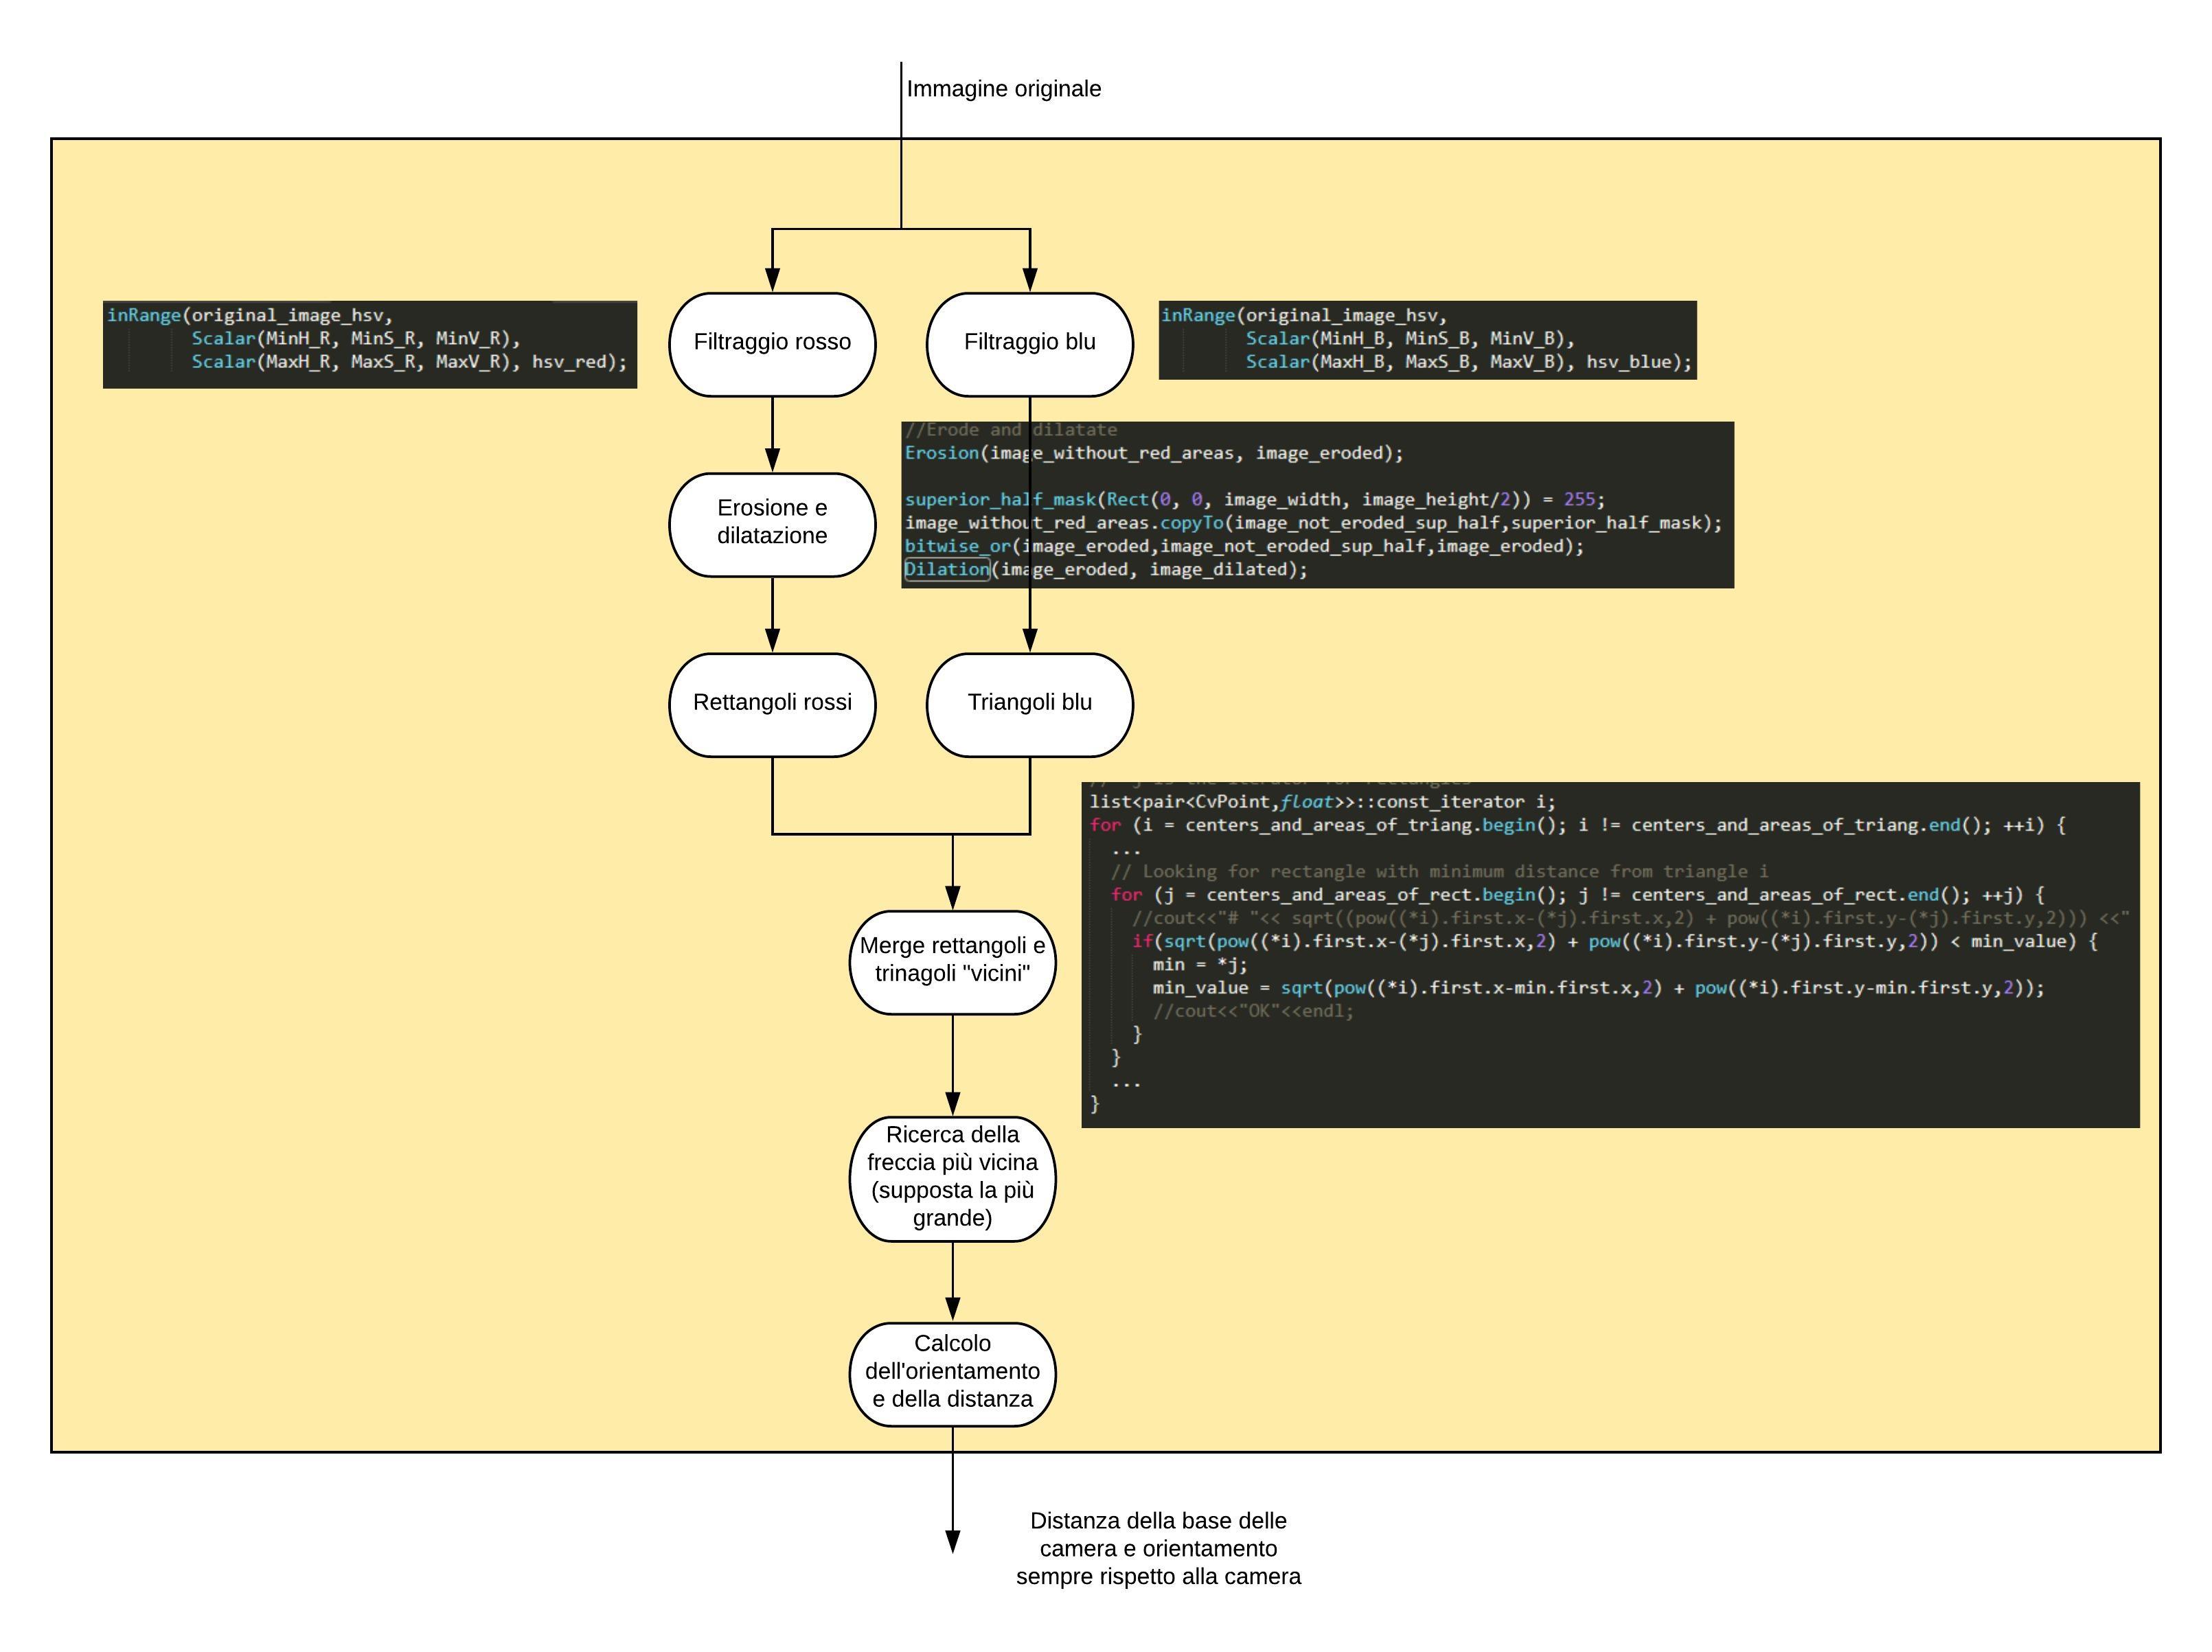 Immagine originale
inRange(original_image_hsv,
Scalar(MinH_R, MinS_R, MinV_R),
Scalar(MaxH_R, MaxS_R, MaxV_R), hsv_red);
Filtraggio rosso
Filtraggio blu
inRange(original_image_hsv,
Scalar(MinH_B, MinS_B, MinV_B),
Scalar(MaxH_B, MaxS_B, MaxV_B), hsv_blue);
//Erode and dilatate
Erosion(image_without_red_areas, image_eroded);
superior_half_mask(Rect(0, 0, image_width, image_height/2)) = 255;
image_without_red_areas.copyTo(image_not_eroded_sup_half,superior_half_mask);
bitwise_or(image_eroded,image_not_eroded_sup_half,image_eroded);
Dilation(image_eroded, image_dilated);
Erosione e
dilatazione
Rettangoli rossi
Triangoli blu
list<pair<CvPoint,float>>::const_iterator i;
for (i = centers_and_areas_of_triang.begin(); i != centers_and_areas_of_triang.end(); ++i) {
...
// Looking for rectangle with minimum distance from triangle i
for (j = centers_and_areas_of_rect.begin(); j != centers_and_areas_of_rect.end(); ++j) {
//cout<<"# "<< sqrt((pow((*i).first.x-(*j).first.x,2) + pow((*i).first.y-(*j).first.y,2))) <<"
if(sqrt(pow((*i).first.x-(*j).first.x,2) + pow((*i).first.y-(*j).first.y,2)) < min_value) {
min = *j;
min_value = sqrt(pow((*i).first.x-min.first.x,2) + pow((*i).first.y-min.first.y,2));
//cout<<"OK"<<endl;
}
}
...
}
Merge rettangoli e
trinagoli "vicini"
Ricerca della
freccia più vicina
(supposta la più
grande)
Calcolo
dell'orientamento
e della distanza
Distanza della base delle
camera e orientamento
sempre rispetto alla camera